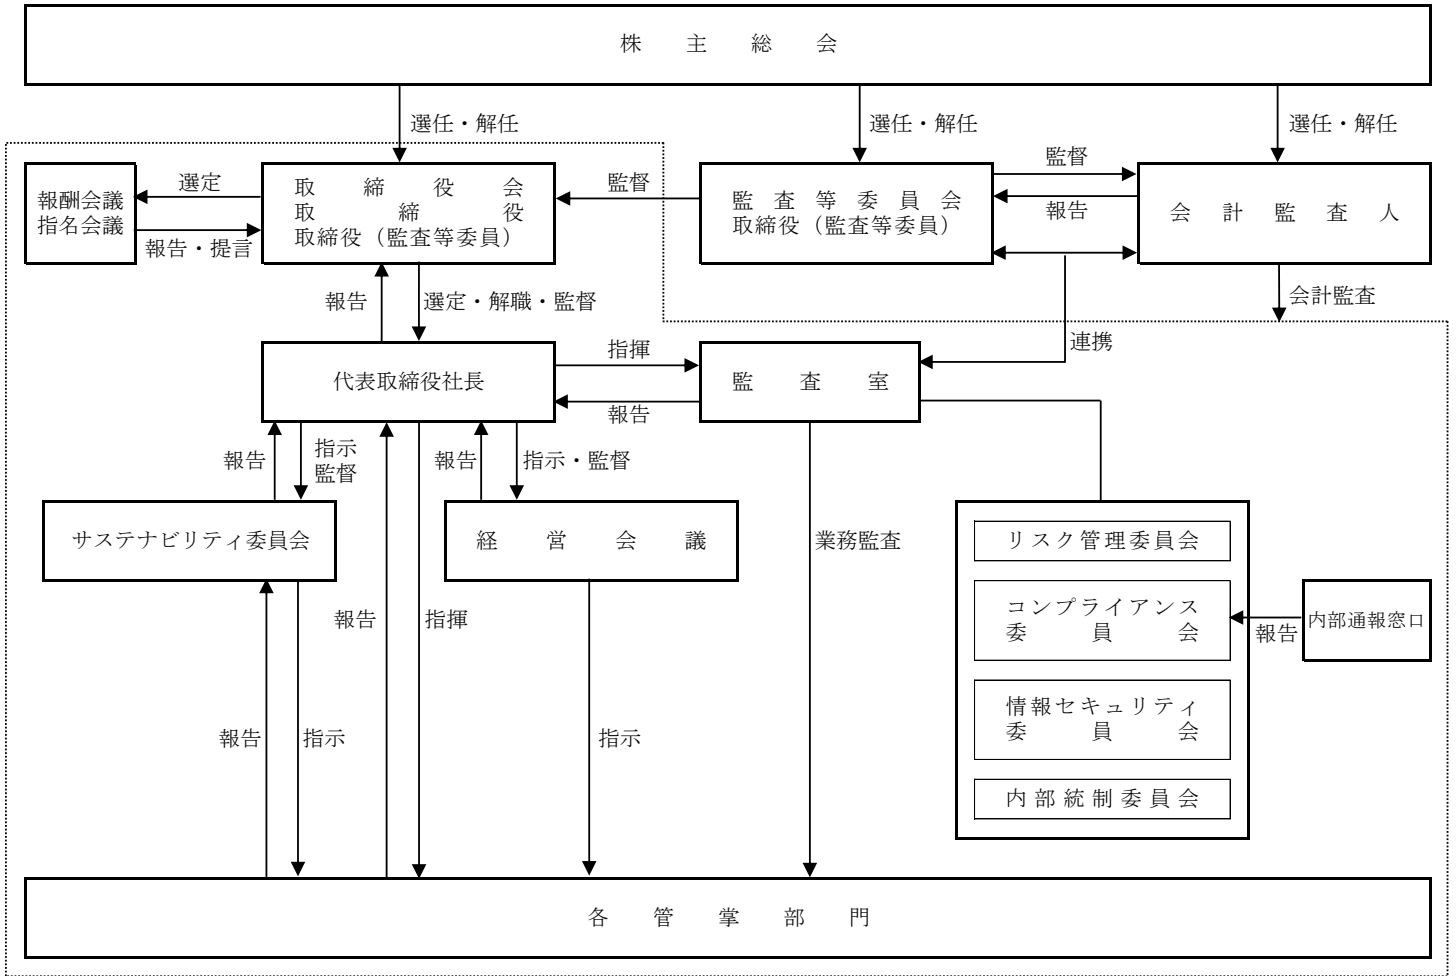 株主総会
選任・解任
選任・解任
選任・解任
報酬会議
指名会議
選定
報告・提言
取締役会
取締役
取締役（監査等委員）
監督
監査等委員会
取締役（監査等委員）
監督
報告
会計監査人
報告
選定・解職・監督
会計監査
連携
代表取締役社長
指揮
報告
監査室
報告
指示
監督
報告
指示・監督
サステナビリティ委員会
経営会議
業務監査
リスク管理委員会
コンプライアンス
委員会
報告
内部通報窓口
報告
指揮
情報セキュリティ
委員会
報告
指示
指示
内部統制委員会
各管掌部門